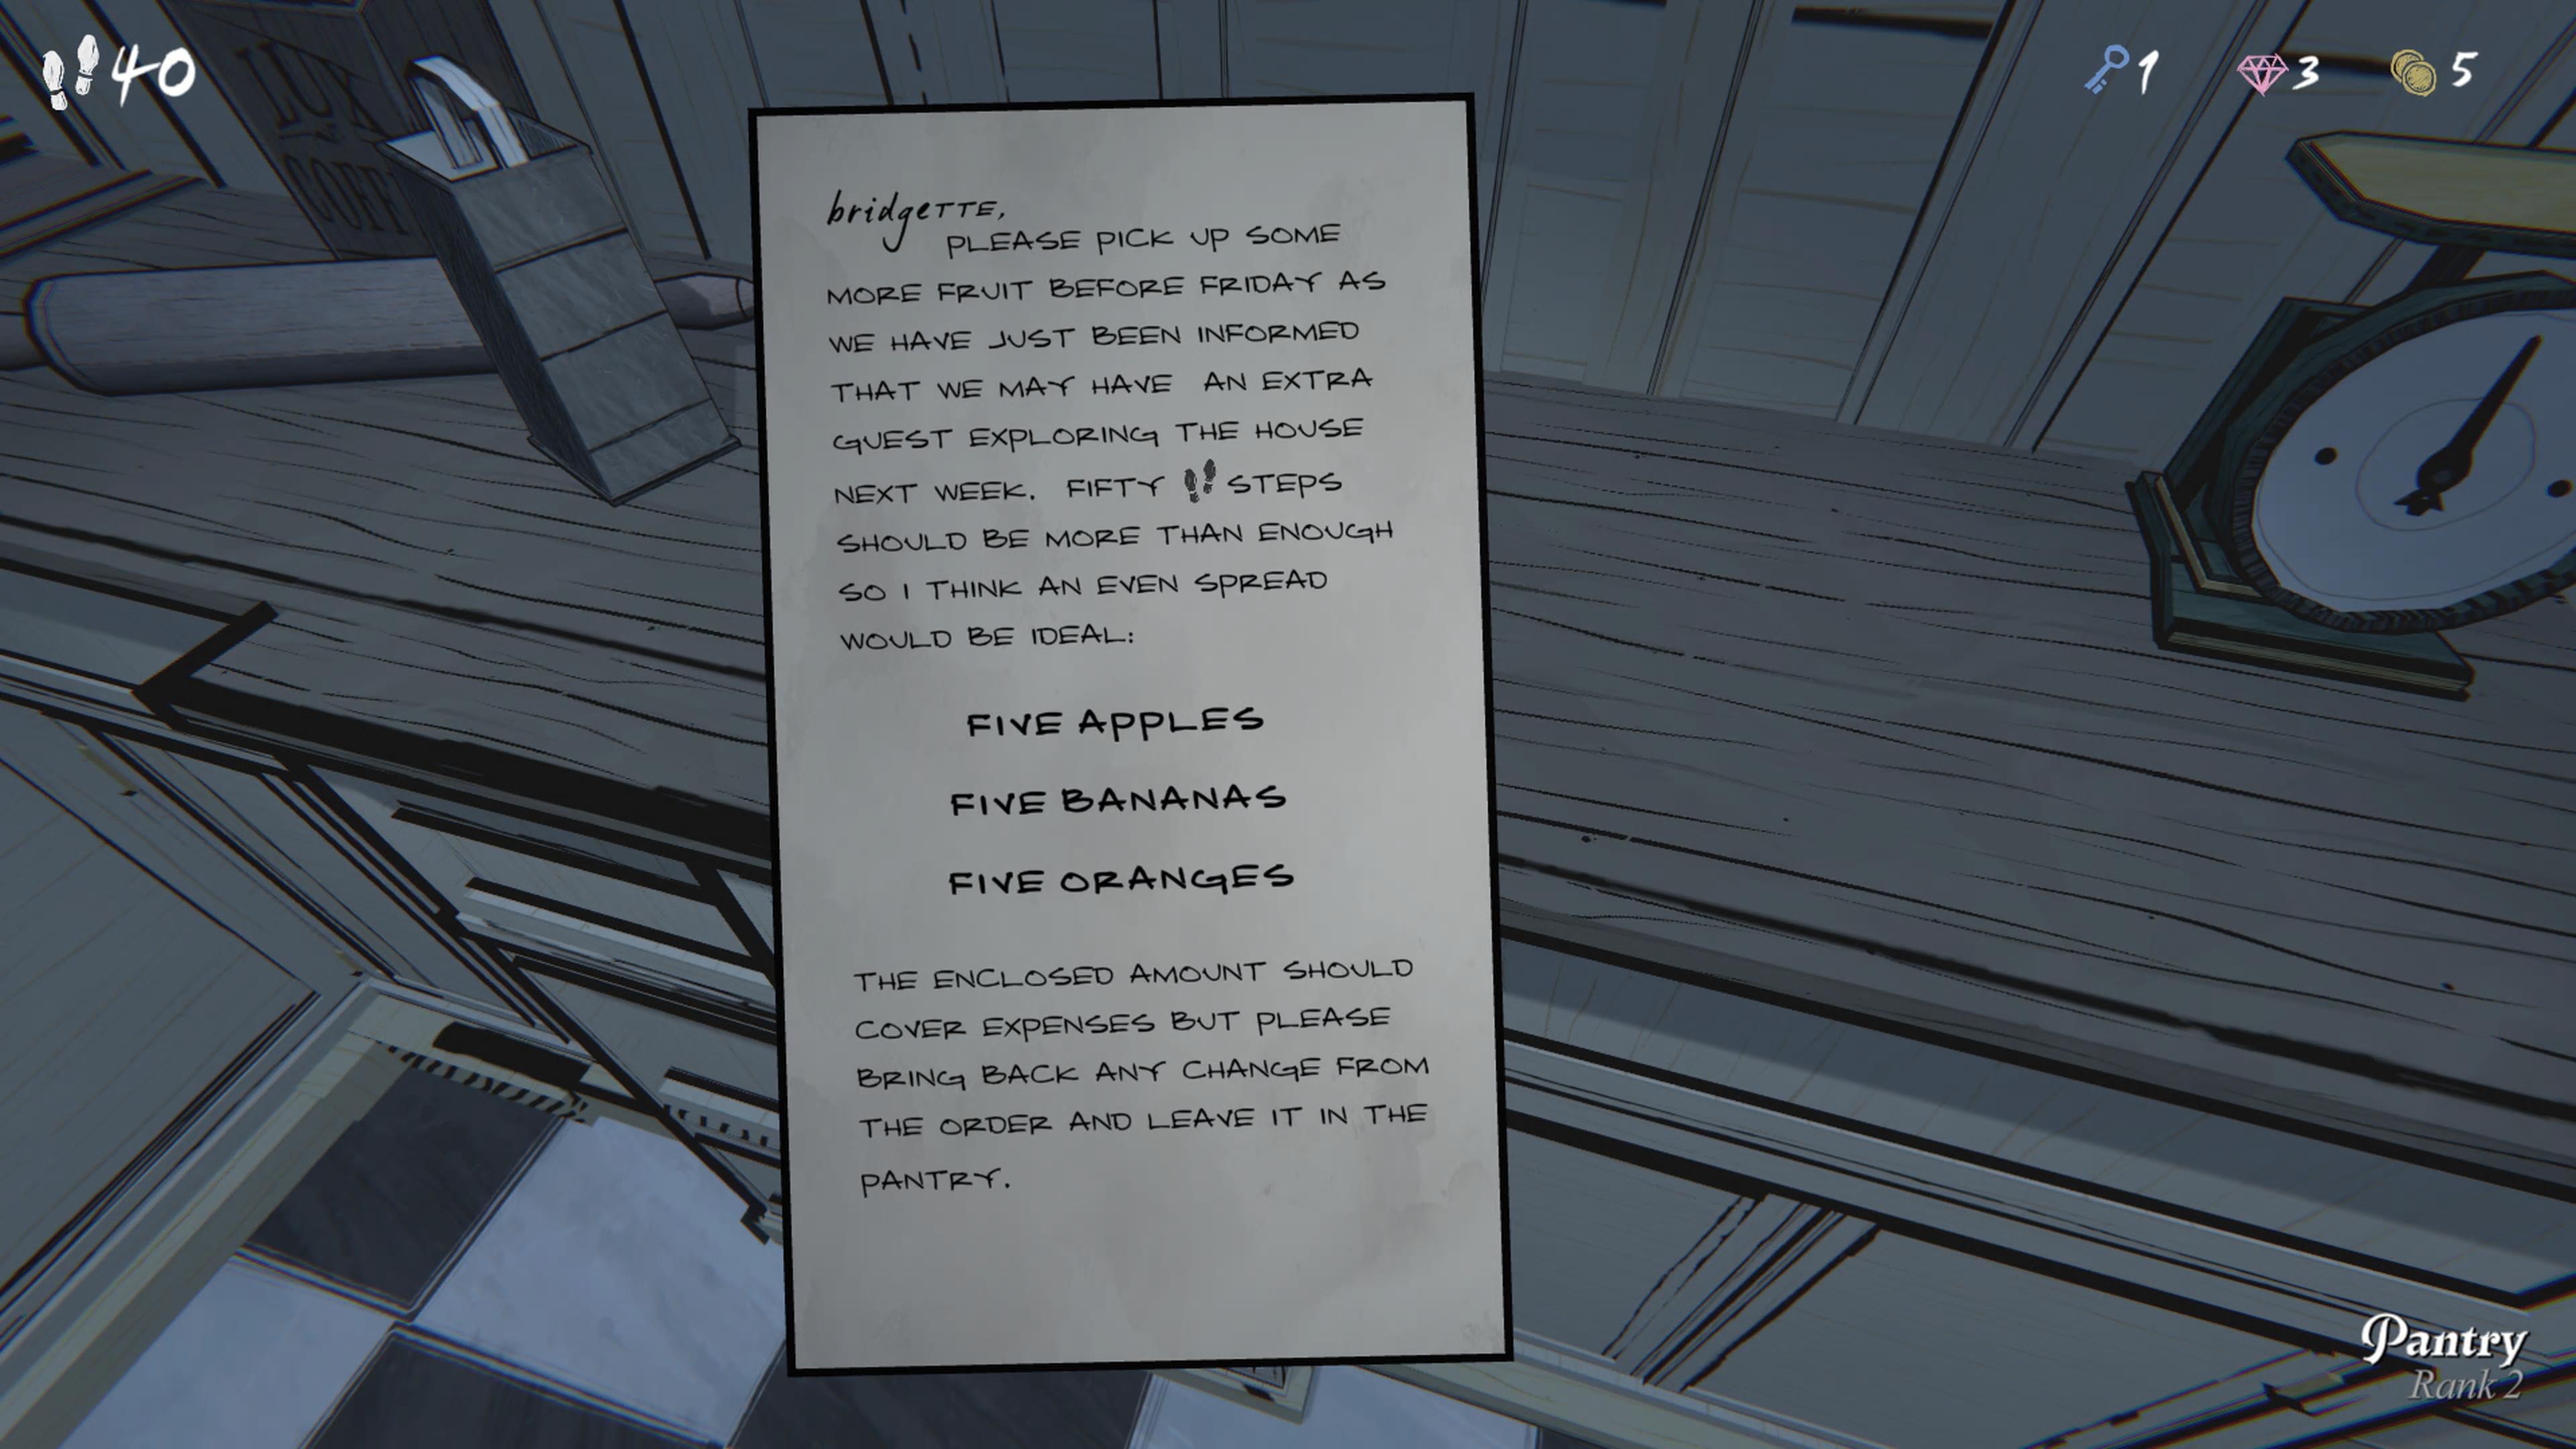 40
1
3
5
LUX
COFF
bridgeTTE,
PLEASE PICK UP SOME
MORE FRUIT BEFORE FRIDAY AS
WE HAVE JUST BEEN INFORMED
THAT WE MAY HAVE AN EXTRA
GUEST EXPLORING THE HOUSE
NEXT WEEK. FIFTY STEPS
SHOULD BE MORE THAN ENOUGH
SO I THINK AN EVEN SPREAD
WOULD BE IDEAL:
FIVE APPLES
FIVE BANANAS
FIVE ORANGES
THE ENCLOSED AMOUNT SHOULD
COVER EXPENSES BUT PLEASE
BRING BACK ANY CHANGE FROM
THE ORDER AND LEAVE IT IN THE
PANTRY.
Pantry
Rank 2